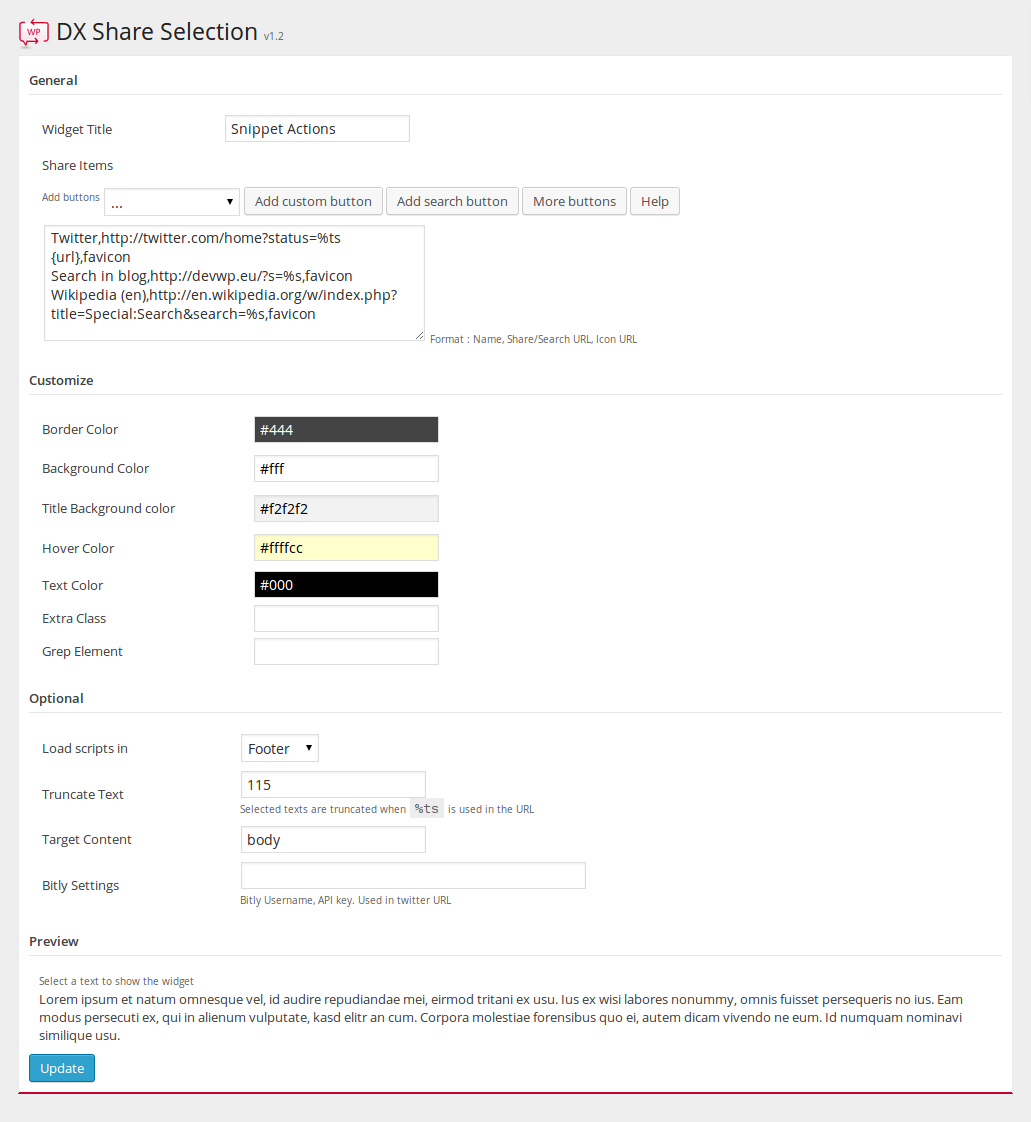 WP DX Share Selection v1.2
General
Widget Title Snippet Actions
Share Items
Add buttons ... Add custom button Add search button More buttons Help
Twitter,http://twitter.com/home?status=%ts
{url},favicon
Search in blog,http://devwp.eu/?s=%s,favicon
Wikipedia (en),http://en.wikipedia.org/w/index.php?
title=Special:Search&search=%s,favicon
Format : Name, Share/Search URL, Icon URL
Customize
Border Color #444
Background Color #fff
Title Background color #f2f2f2
Hover Color #ffffcc
Text Color #000
Extra Class
Grep Element
Optional
Load scripts in Footer
Truncate Text 115
Selected texts are truncated when %ts is used in the URL
Target Content body
Bitly Settings
Bitly Username, API key. Used in twitter URL
Preview
Select a text to show the widget
Lorem ipsum et natum omnesque vel, id audire repudiandae mei, eirmod tritani ex usu. Ius ex wisi labores nonummy, omnis fuisset persequeris no ius. Eam
modus persecuti ex, qui in alienum vulputate, kasd elitr an cum. Corpora molestiae forensibus quo ei, autem dicam vivendo ne eum. Id numquam nominavi
similique usu.
Update